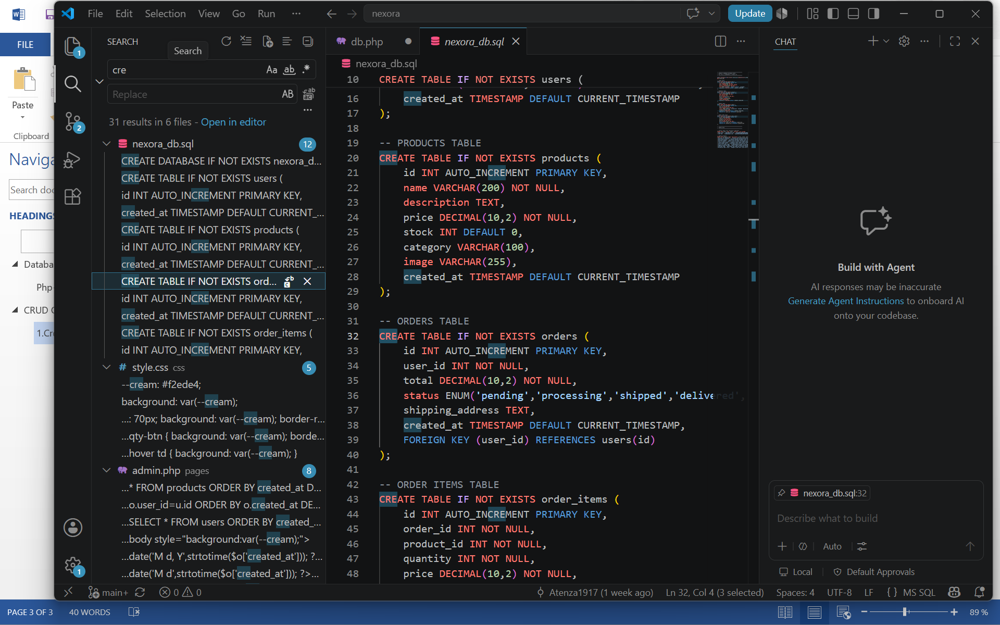 File Edit Selection View Go Run ···
nexora
Update
FILE
Paste
Clipboard
HEADINGS
Php
SEARCH
Search
cre
Aa ab .*
Replace
AB
31 results in 6 files - Open in editor
nexora_db.sql 12
CREATE DATABASE IF NOT EXISTS nexora_d...
CREATE TABLE IF NOT EXISTS users (
id INT AUTO_INCREMENT PRIMARY KEY,
created_at TIMESTAMP DEFAULT CURRENT_...
CREATE TABLE IF NOT EXISTS products (
id INT AUTO_INCREMENT PRIMARY KEY,
created_at TIMESTAMP DEFAULT CURRENT_...
CREATE TABLE IF NOT EXISTS ord...
id INT AUTO_INCREMENT PRIMARY KEY,
created_at TIMESTAMP DEFAULT CURRENT_...
CREATE TABLE IF NOT EXISTS order_items (
id INT AUTO_INCREMENT PRIMARY KEY,
# style.css css 5
--cream: #f2ede4;
background: var(--cream);
...: 70px; background: var(--cream); border-r...
...qty-btn { background: var(--cream); borde...
...hover td { background: var(--cream); }
admin.php pages 8
...* FROM products ORDER BY created_at D...
...o.user_id=u.id ORDER BY o.created_at DE...
...SELECT * FROM users ORDER BY created_...
...body style="background:var(--cream);">
...date('M d, Y',strtotime($o['created_at'])); ?...
...date('M d',strtotime($o['created_at'])); ?>...
1
2
1
db.php
nexora_db.sql
nexora_db.sql
10 CREATE TABLE IF NOT EXISTS users (
16 created_at TIMESTAMP DEFAULT CURRENT_TIMESTAMP
17 );
18
19 -- PRODUCTS TABLE
20 CREATE TABLE IF NOT EXISTS products (
21 id INT AUTO_INCREMENT PRIMARY KEY,
22 name VARCHAR(200) NOT NULL,
23 description TEXT,
24 price DECIMAL(10,2) NOT NULL,
25 stock INT DEFAULT 0,
26 category VARCHAR(100),
27 image VARCHAR(255),
28 created_at TIMESTAMP DEFAULT CURRENT_TIMESTAMP
29 );
30
31 -- ORDERS TABLE
32 CREATE TABLE IF NOT EXISTS orders (
33 id INT AUTO_INCREMENT PRIMARY KEY,
34 user_id INT NOT NULL,
35 total DECIMAL(10,2) NOT NULL,
36 status ENUM('pending','processing','shipped','delivered',
37 shipping_address TEXT,
38 created_at TIMESTAMP DEFAULT CURRENT_TIMESTAMP,
39 FOREIGN KEY (user_id) REFERENCES users(id)
40 );
41
42 -- ORDER ITEMS TABLE
43 CREATE TABLE IF NOT EXISTS order_items (
44 id INT AUTO_INCREMENT PRIMARY KEY,
45 order_id INT NOT NULL,
46 product_id INT NOT NULL,
47 quantity INT NOT NULL,
48 price DECIMAL(10,2) NOT NULL,
CHAT
Build with Agent
AI responses may be inaccurate
Generate Agent Instructions to onboard AI
onto your codebase.
nexora_db.sql:32
Describe what to build
Auto
Local Default Approvals
main+ 0 0 Atenza1917 (1 week ago) Ln 32, Col 4 (3 selected) Spaces: 4 UTF-8 LF { } MS SQL
PAGE 3 OF 3 40 WORDS 89 %